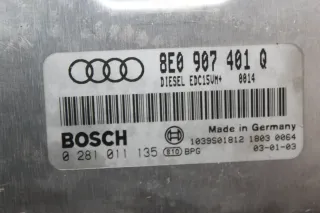 8E0 907 401 Q
DIESEL EDC15VM+ 0014
BOSCH
Made in Germany
1039S01812 1803 0064
0 281 011 135 610 BPG 03-01-03